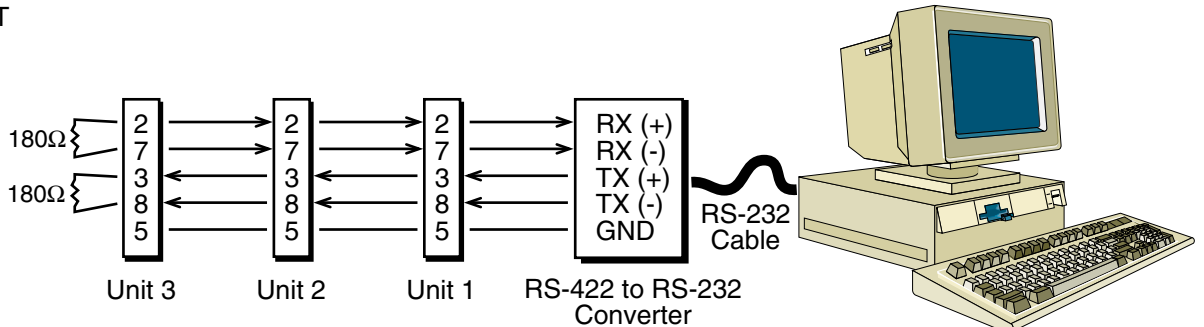 T
2 2 2 RX (+)
180Ω 7 7 7 RX (-)
3 3 3 TX (+)
180Ω 8 8 8 TX (-)
5 5 5 GND
RS-232
Cable
Unit 3 Unit 2 Unit 1 RS-422 to RS-232
Converter